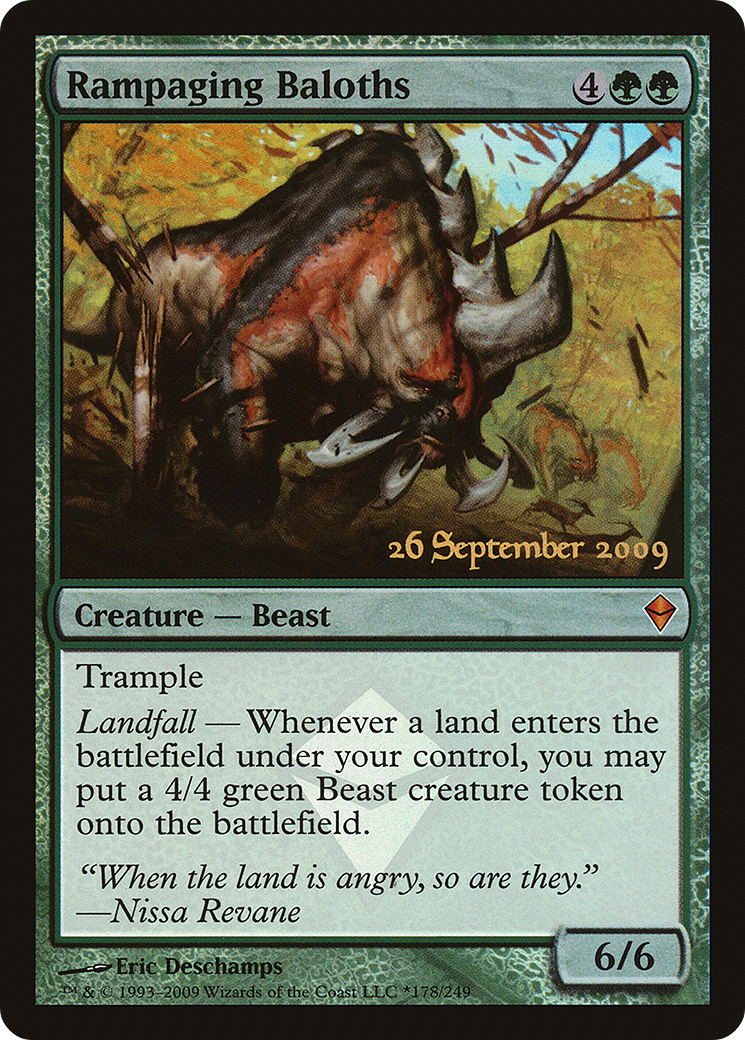 Rampaging Baloths 4
26 September 2009
Creature — Beast
Trample
Landfall — Whenever a land enters the
battlefield under your control, you may
put a 4/4 green Beast creature token
onto the battlefield.
“When the land is angry, so are they.”
—Nissa Revane
6/6
Eric Deschamps
™ & © 1993–2009 Wizards of the Coast LLC *178/249